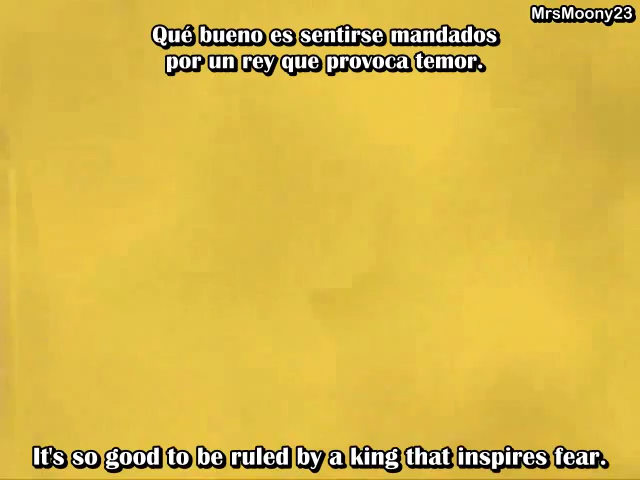 MrsMoony23
Qué bueno es sentirse mandados
por un rey que provoca temor.
It's so good to be ruled by a king that inspires fear.